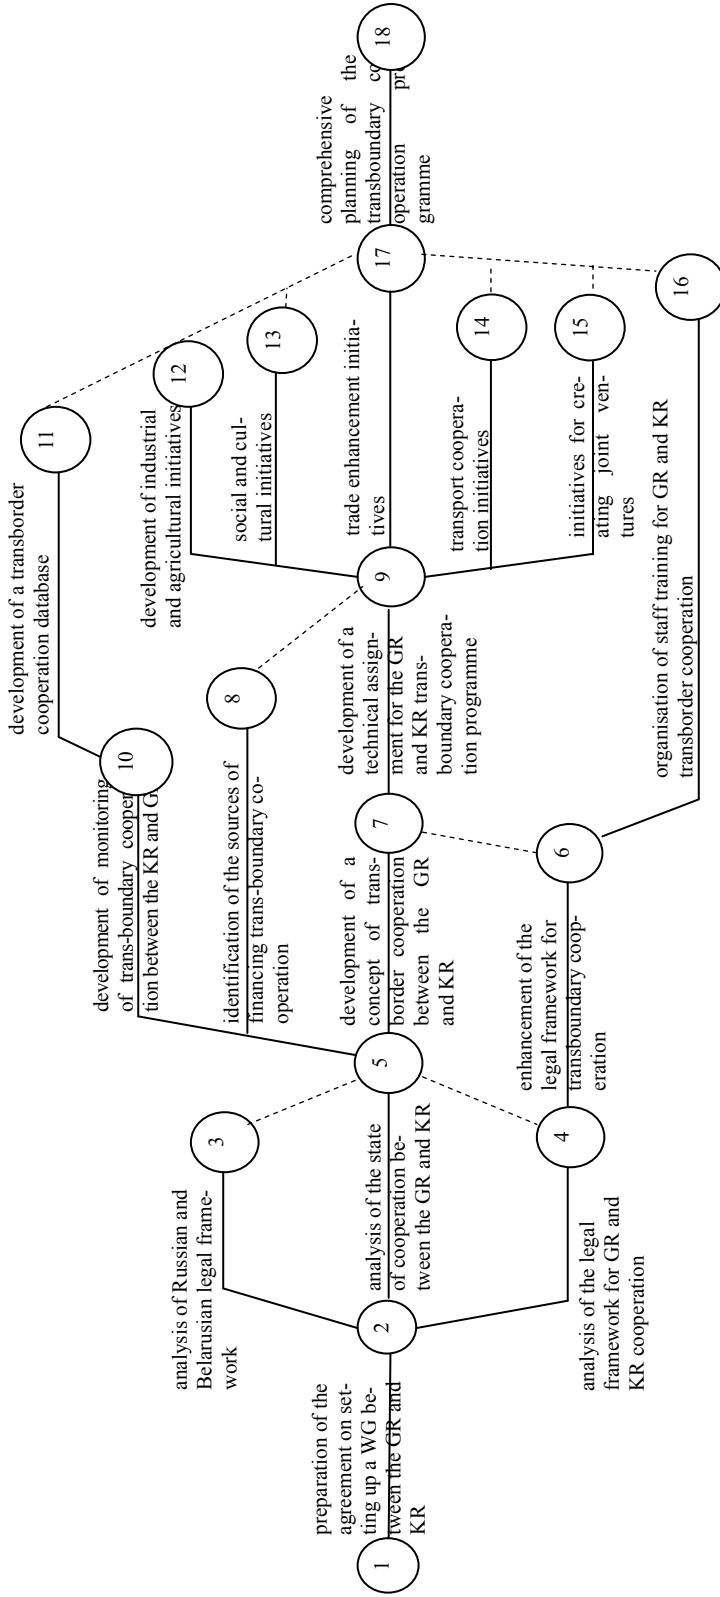 1
preparation of the
agreement on set-
ting up a WG be-
tween the GR and
KR
2
analysis of Russian and
Belarusian legal frame-
work
3
analysis of the state
of cooperation be-
tween the GR and KR
analysis of the legal
framework for GR and
KR cooperation
4
5
development of monitoring
of trans-boundary cooper
tion between the KR and G
10
identification of the sources of
financing trans-boundary co-
operation
8
development of a
concept of trans-
border cooperation
between the GR
and KR
7
enhancement of the
legal framework for
transboundary coop-
eration
6
development of a transborder
cooperation database
11
development of a
technical assign-
ment for the GR
and KR trans-
boundary coopera-
tion programme
9
development of industrial
and agricultural initiatives
12
social and cul-
tural initiatives
13
trade enhancement initia-
tives
transport coopera-
tion initiatives
14
initiatives for cre-
ating joint ven-
tures
15
organisation of staff training for GR and KR
transborder cooperation
16
17
comprehensive
planning of the
transboundary co
operation pr
gramme
18